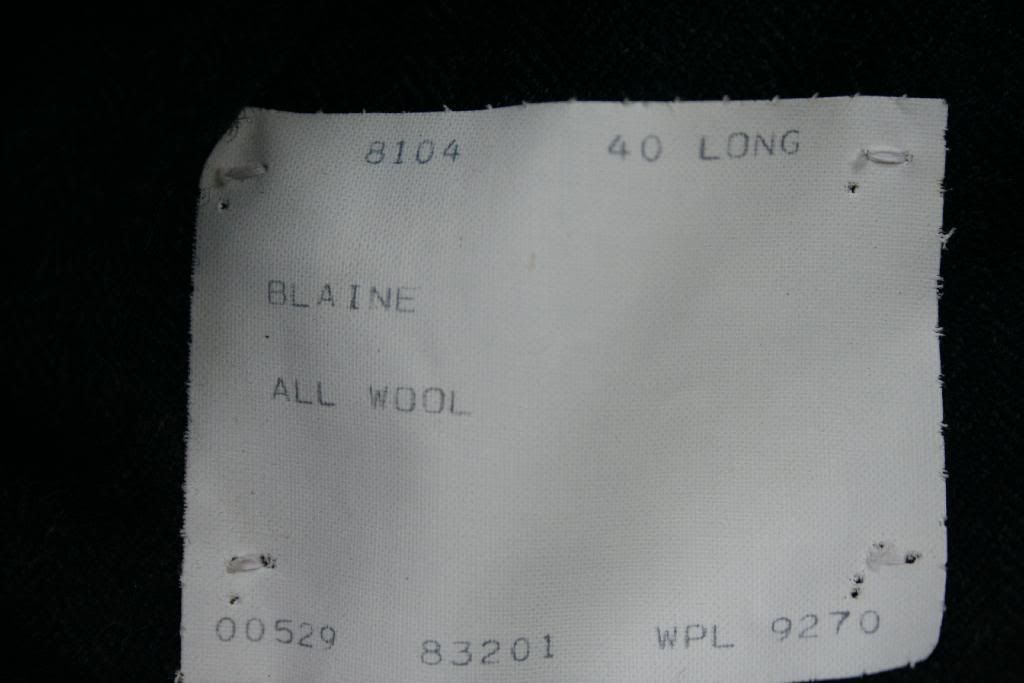 8104 40 LONG
BLAINE
ALL WOOL
00529 83201 WPL 9270